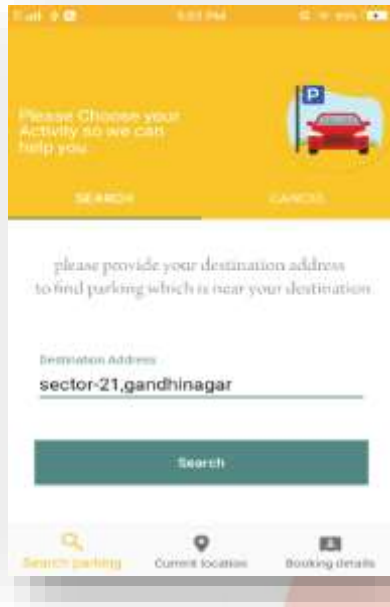 Please Choose your
Activity so we can
help you
P
SEARCH
CANCEL
please provide your destination address
to find parking which is near your destination
Destination Address
sector-21,gandhinagar
Search
Search parking
Current location
Booking details